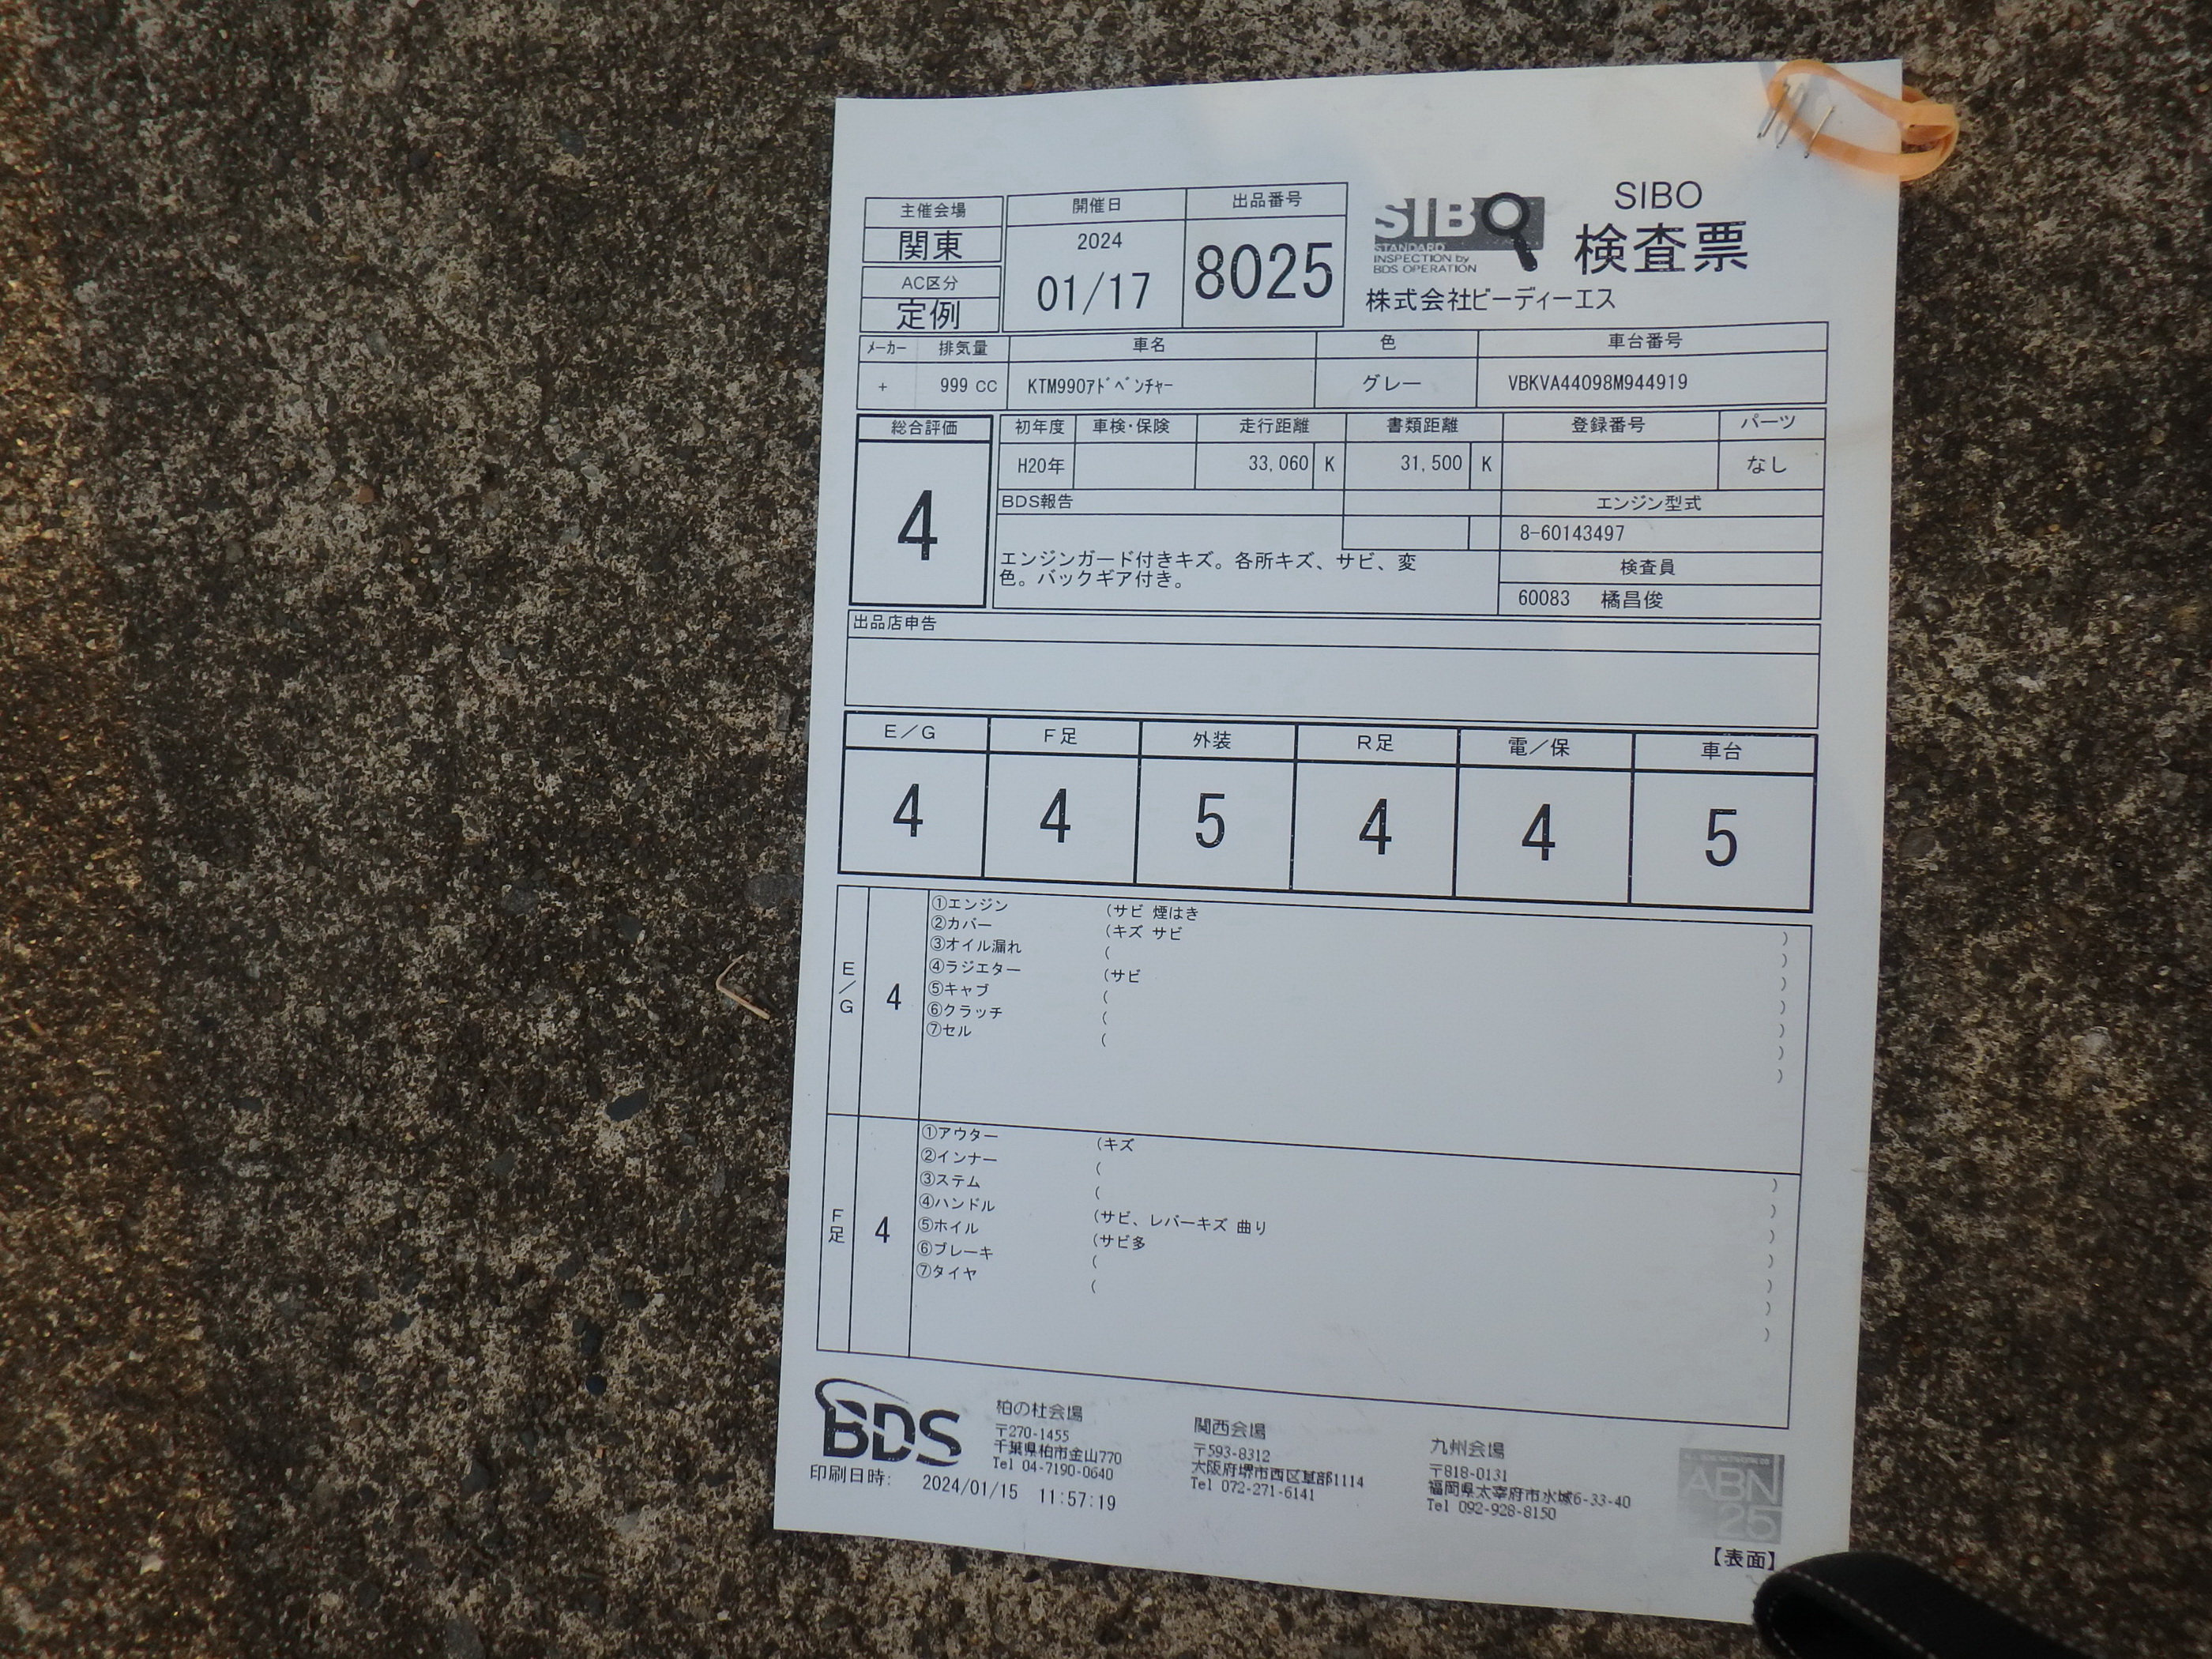 主催会場
関東
AC区分
定例
開催日
2024
01/17
出品番号
8025
SIBO
STANDARD
INSPECTION by
BDS OPERATION
SIBO
検査票
株式会社ビーディーエス
ﾒｰｶｰ 排気量 車名 色 車台番号
+ 999 CC KTM990ｱﾄﾞﾍﾞﾝﾁｬｰ グレー VBKVA44098M944919
総合評価
4
初年度 車検・保険 走行距離 書類距離 登録番号 パーツ
H20年 33,060 K 31,500 K なし
BDS報告 エンジン型式
8-60143497
エンジンガード付きキズ。各所キズ、サビ、変
色。バックギア付き。
検査員
60083 橘昌俊
出品店申告
E/G F足 外装 R足 電/保 車台
4 4 5 4 4 5
E/G 4
①エンジン (サビ 煙はき )
②カバー (キズ サビ )
③オイル漏れ ( )
④ラジエター (サビ )
⑤キャブ ( )
⑥クラッチ ( )
⑦セル ( )
F足 4
①アウター (キズ )
②インナー ( )
③ステム ( )
④ハンドル (サビ、レバーキズ 曲り )
⑤ホイル (サビ多 )
⑥ブレーキ ( )
⑦タイヤ ( )
BDS
柏の杜会場
〒270-1455
千葉県柏市金山770
Tel 04-7190-0640
関西会場
〒593-8312
大阪府堺市西区草部1114
Tel 072-271-6141
九州会場
〒818-0131
福岡県太宰府市水城6-33-40
Tel 092-928-8150
印刷日時: 2024/01/15 11:57:19
ABN
25
【表面】